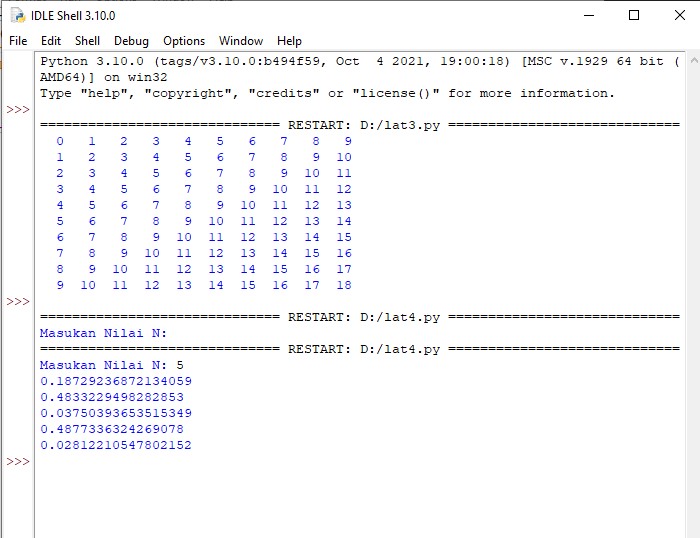 IDLE Shell 3.10.0
File Edit Shell Debug Options Window Help
Python 3.10.0 (tags/v3.10.0:b494f59, Oct  4 2021, 19:00:18) [MSC v.1929 64 bit (
AMD64)] on win32
Type "help", "copyright", "credits" or "license()" for more information.
>>>
============================== RESTART: D:/lat3.py =============================
0 1 2 3 4 5 6 7 8 9
1 2 3 4 5 6 7 8 9 10
2 3 4 5 6 7 8 9 10 11
3 4 5 6 7 8 9 10 11 12
4 5 6 7 8 9 10 11 12 13
5 6 7 8 9 10 11 12 13 14
6 7 8 9 10 11 12 13 14 15
7 8 9 10 11 12 13 14 15 16
8 9 10 11 12 13 14 15 16 17
9 10 11 12 13 14 15 16 17 18
>>>
============================== RESTART: D:/lat4.py =============================
Masukan Nilai N:
============================== RESTART: D:/lat4.py =============================
Masukan Nilai N: 5
0.18729236872134059
0.4833229498282853
0.03750393653515349
0.4877336324269078
0.02812210547802152
>>>